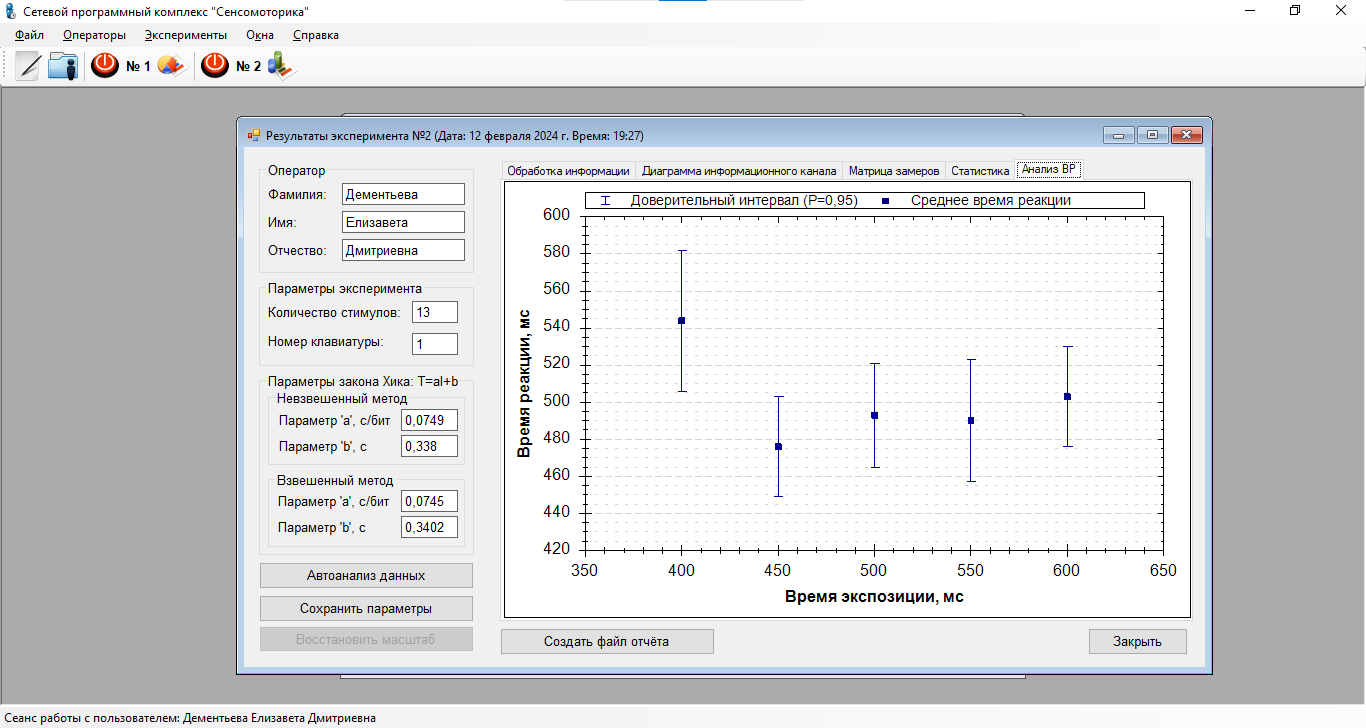 Сетевой программный комплекс "Сенсомоторика"
Файл Операторы Эксперименты Окна Справка
№ 1 № 2
Результаты эксперимента №2 (Дата: 12 февраля 2024 г. Время: 19:27)
Оператор
Фамилия: Дементьева
Имя: Елизавета
Отчество: Дмитриевна
Параметры эксперимента
Количество стимулов: 13
Номер клавиатуры: 1
Параметры закона Хика: T=aI+b
Невзвешенный метод
Параметр 'a', с/бит 0,0749
Параметр 'b', с 0,338
Взвешенный метод
Параметр 'a', с/бит 0,0745
Параметр 'b', с 0,3402
Автоанализ данных
Сохранить параметры
Восстановить масштаб
Обработка информации Диаграмма информационного канала Матрица замеров Статистика Анализ ВР
Доверительный интервал (P=0,95) Среднее время реакции
600
580
560
540
520
500
480
460
440
420
Время реакции, мс
350 400 450 500 550 600 650
Время экспозиции, мс
Создать файл отчёта Закрыть
Сеанс работы с пользователем: Дементьева Елизавета Дмитриевна